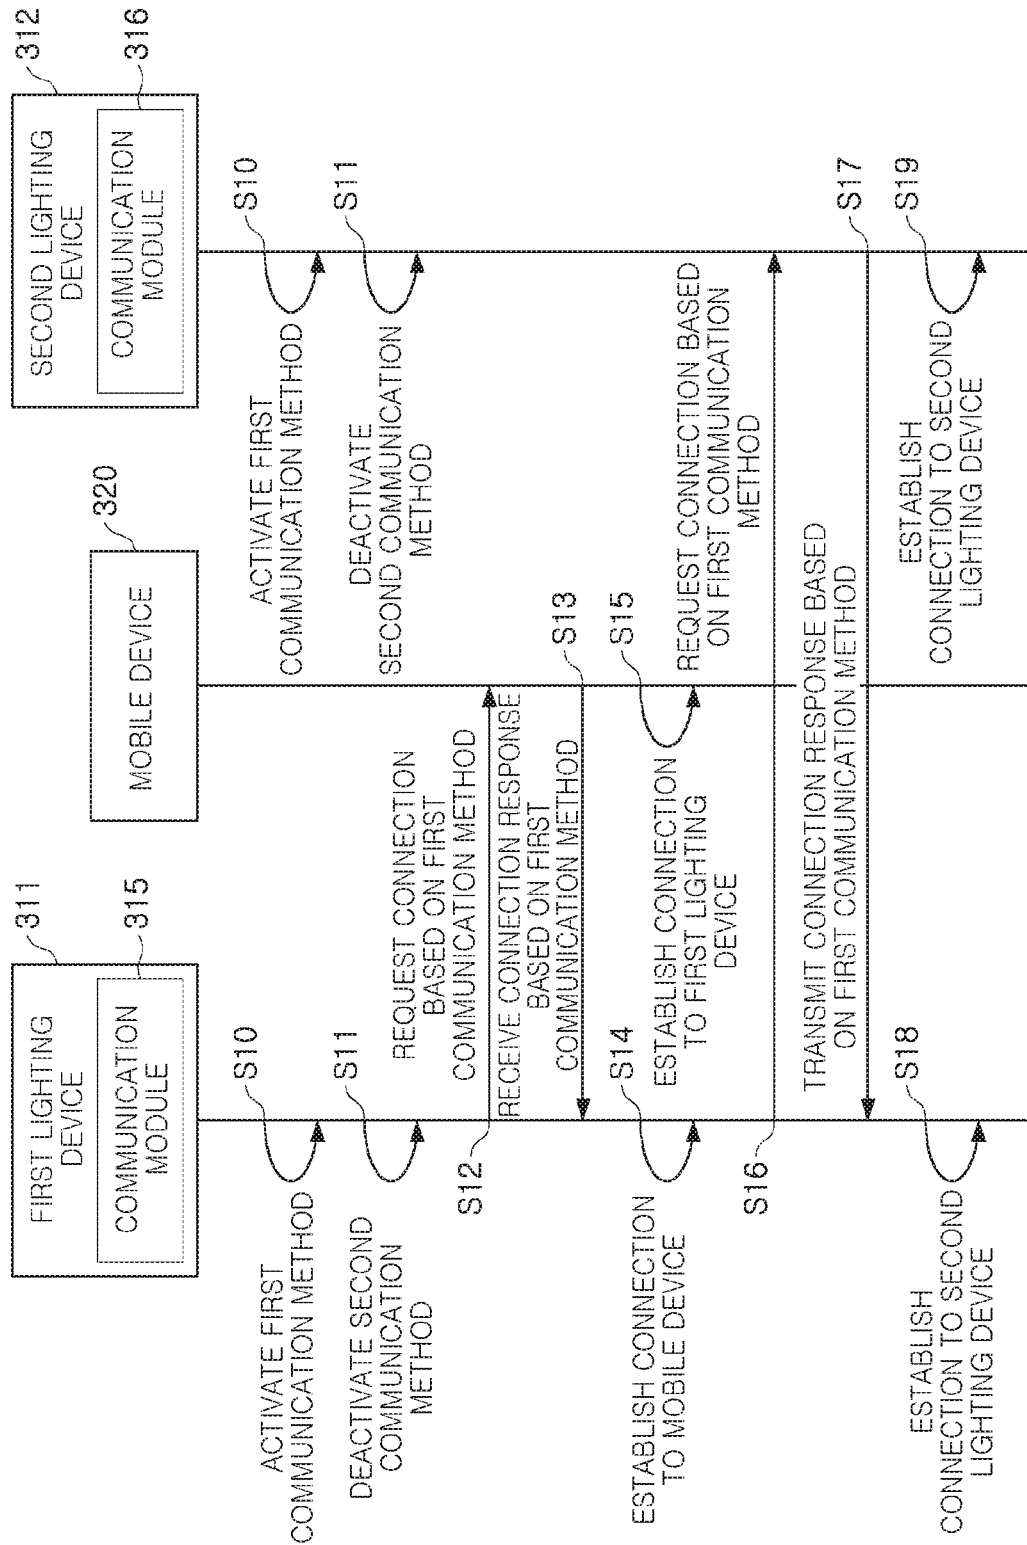 FIRST LIGHTING
DEVICE
COMMUNICATION
MODULE
311
315
MOBILE DEVICE
320
SECOND LIGHTING
DEVICE
COMMUNICATION
MODULE
312
316
ACTIVATE FIRST
COMMUNICATION METHOD
S10
ACTIVATE FIRST
COMMUNICATION METHOD
S10
DEACTIVATE SECOND
COMMUNICATION
METHOD
S11
DEACTIVATE
SECOND COMMUNICATION
METHOD
S11
REQUEST CONNECTION
BASED ON FIRST
COMMUNICATION METHOD
S12
RECEIVE CONNECTION RESPONSE
BASED ON FIRST
COMMUNICATION METHOD
S13
ESTABLISH CONNECTION
TO MOBILE DEVICE
S14
ESTABLISH CONNECTION
TO FIRST LIGHTING
DEVICE
S15
REQUEST CONNECTION BASED
ON FIRST COMMUNICATION
METHOD
S16
TRANSMIT CONNECTION RESPONSE BASED
ON FIRST COMMUNICATION METHOD
S17
ESTABLISH
CONNECTION TO SECOND
LIGHTING DEVICE
S18
ESTABLISH
CONNECTION TO SECOND
LIGHTING DEVICE
S19